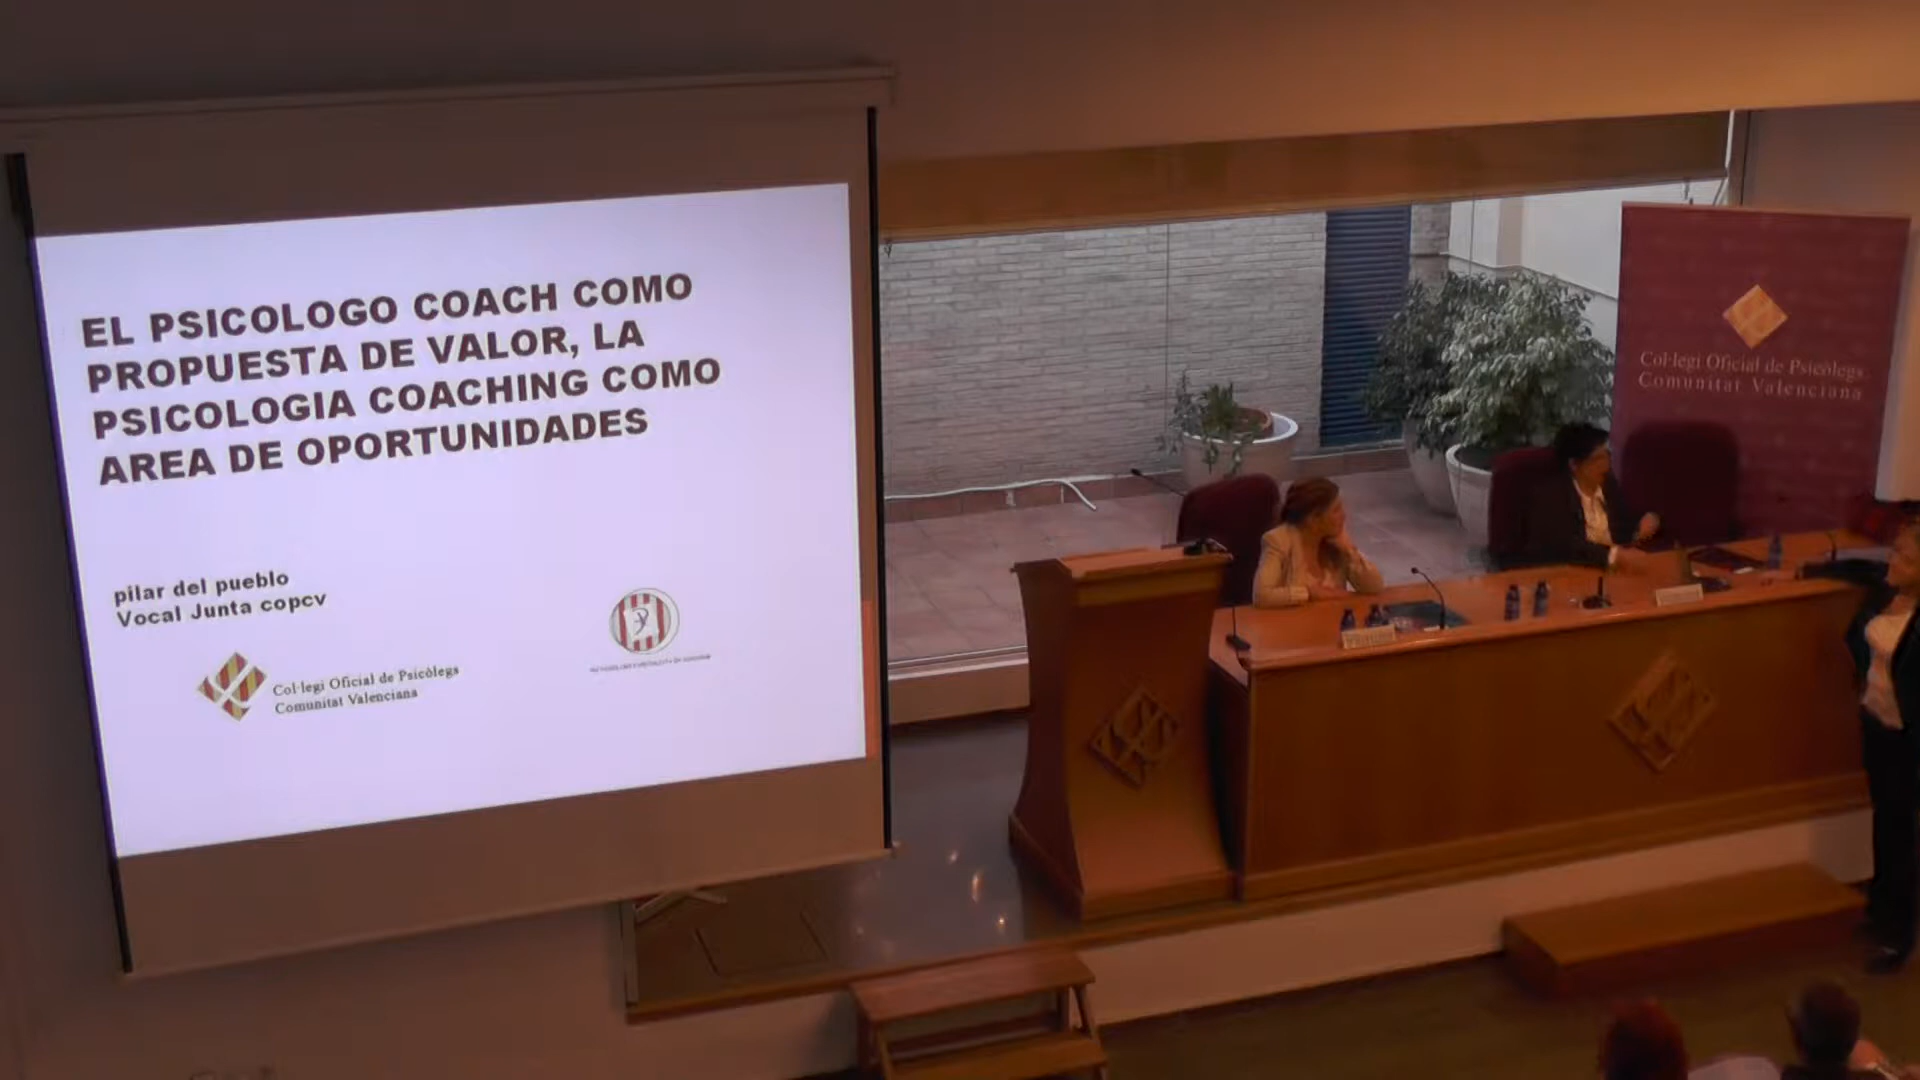 EL PSICOLOGO COACH COMO
PROPUESTA DE VALOR, LA
PSICOLOGIA COACHING COMO
AREA DE OPORTUNIDADES
pilar del pueblo
Vocal Junta copcv
Col·legi Oficial de Psicòlegs
Comunitat Valenciana
Col·legi Oficial de Psicòlegs
Comunitat Valenciana